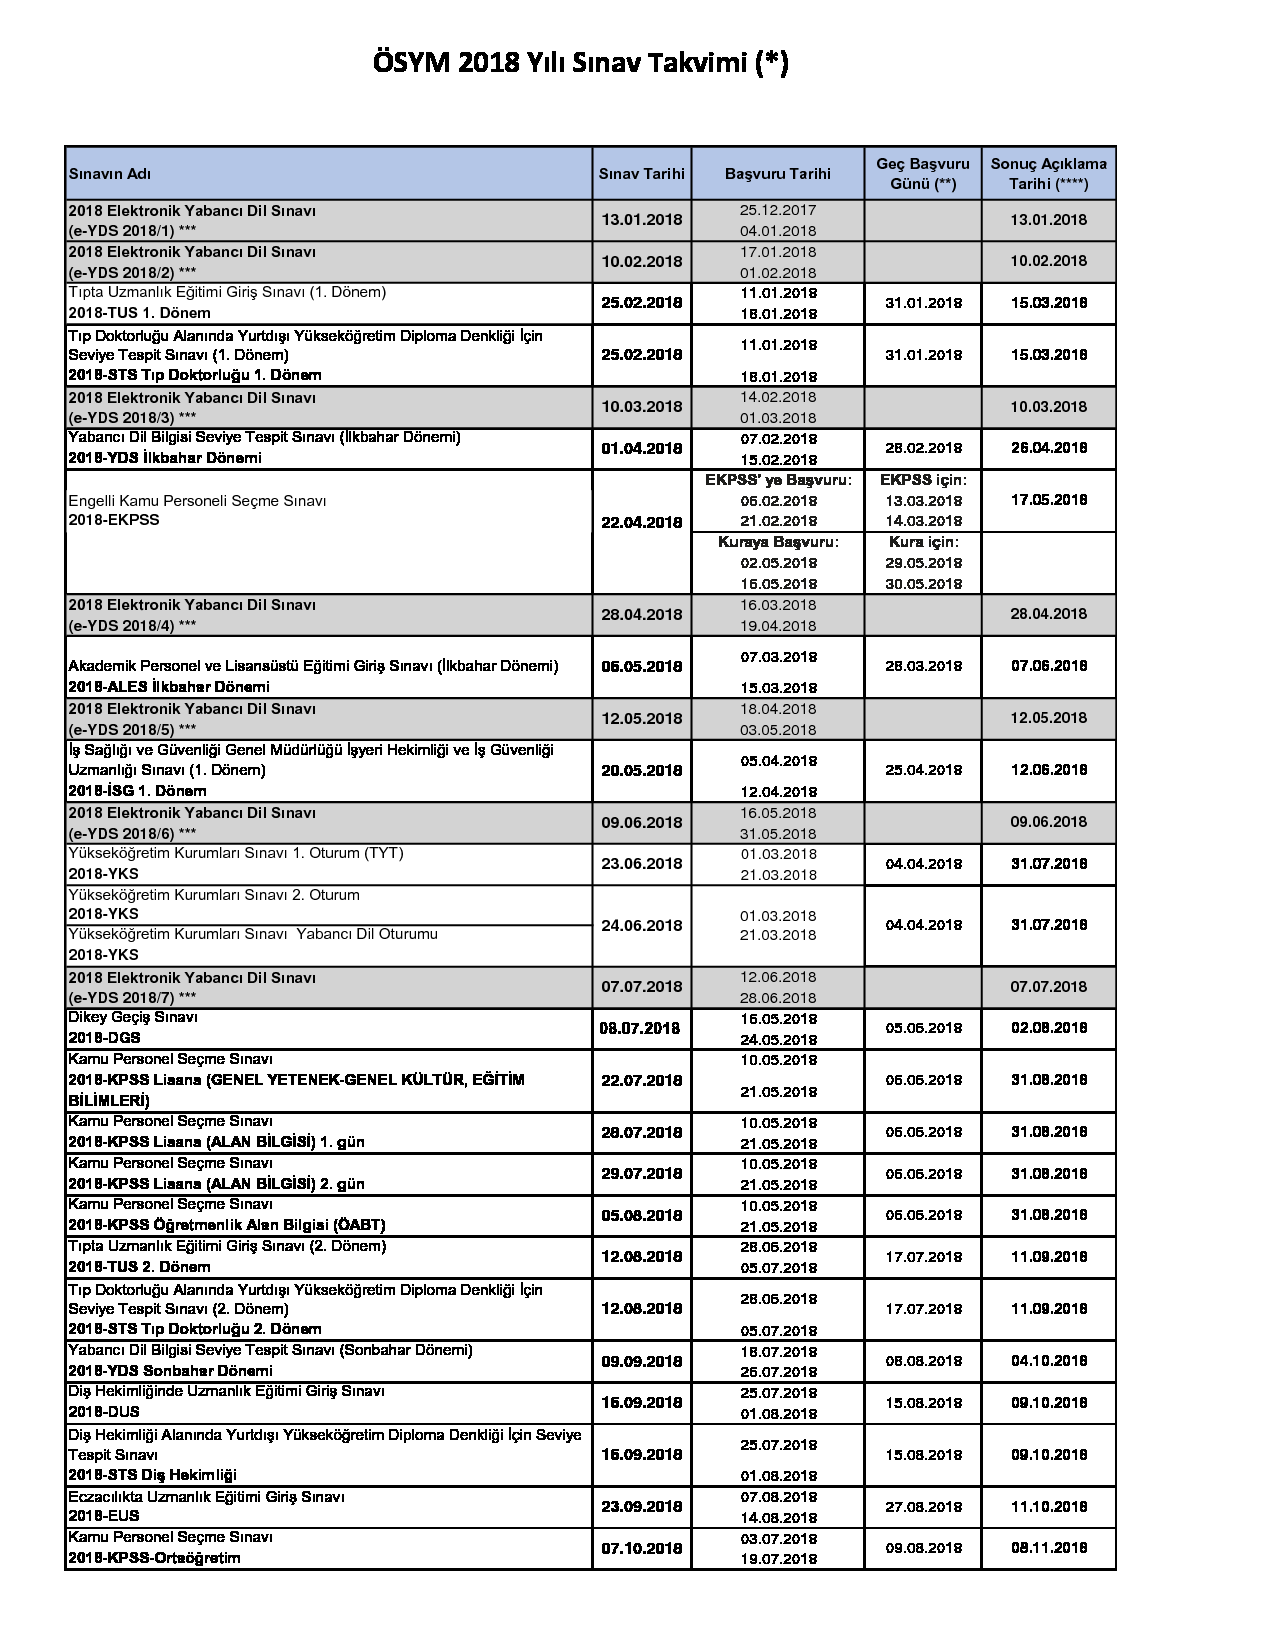 ÖSYM 2018 Yılı Sınav Takvimi (*)
Sınavın Adı
Sınav Tarihi
Başvuru Tarihi
Geç Başvuru
Günü (**)
Sonuç Açıklama
Tarihi (****)
2018 Elektronik Yabancı Dil Sınavı
(e-YDS 2018/1) ***
13.01.2018
25.12.2017
04.01.2018
13.01.2018
2018 Elektronik Yabancı Dil Sınavı
(e-YDS 2018/2) ***
10.02.2018
17.01.2018
01.02.2018
10.02.2018
Tıpta Uzmanlık Eğitimi Giriş Sınavı (1. Dönem)
2018-TUS 1. Dönem
25.02.2018
11.01.2018
18.01.2018
31.01.2018
15.03.2018
Tıp Doktorluğu Alanında Yurtdışı Yükseköğretim Diploma Denkliği İçin
Seviye Tespit Sınavı (1. Dönem)
2018-STS Tıp Doktorluğu 1. Dönem
25.02.2018
11.01.2018
18.01.2018
31.01.2018
15.03.2018
2018 Elektronik Yabancı Dil Sınavı
(e-YDS 2018/3) ***
10.03.2018
14.02.2018
01.03.2018
10.03.2018
Yabancı Dil Bilgisi Seviye Tespit Sınavı (İlkbahar Dönemi)
2018-YDS İlkbahar Dönemi
01.04.2018
07.02.2018
15.02.2018
28.02.2018
26.04.2018
Engelli Kamu Personeli Seçme Sınavı
2018-EKPSS
22.04.2018
EKPSS' ye Başvuru:
06.02.2018
21.02.2018
EKPSS için:
13.03.2018
14.03.2018
17.05.2018
Kuraya Başvuru:
02.05.2018
16.05.2018
Kura için:
29.05.2018
30.05.2018
2018 Elektronik Yabancı Dil Sınavı
(e-YDS 2018/4) ***
28.04.2018
16.03.2018
19.04.2018
28.04.2018
Akademik Personel ve Lisansüstü Eğitimi Giriş Sınavı (İlkbahar Dönemi)
2018-ALES İlkbahar Dönemi
06.05.2018
07.03.2018
15.03.2018
28.03.2018
07.06.2018
2018 Elektronik Yabancı Dil Sınavı
(e-YDS 2018/5) ***
12.05.2018
18.04.2018
03.05.2018
12.05.2018
İş Sağlığı ve Güvenliği Genel Müdürlüğü İşyeri Hekimliği ve İş Güvenliği
Uzmanlığı Sınavı (1. Dönem)
2018-İSG 1. Dönem
20.05.2018
05.04.2018
12.04.2018
25.04.2018
12.06.2018
2018 Elektronik Yabancı Dil Sınavı
(e-YDS 2018/6) ***
09.06.2018
16.05.2018
31.05.2018
09.06.2018
Yükseköğretim Kurumları Sınavı 1. Oturum (TYT)
2018-YKS
23.06.2018
01.03.2018
21.03.2018
04.04.2018
31.07.2018
Yükseköğretim Kurumları Sınavı 2. Oturum
2018-YKS
Yükseköğretim Kurumları Sınavı  Yabancı Dil Oturumu
2018-YKS
24.06.2018
01.03.2018
21.03.2018
04.04.2018
31.07.2018
2018 Elektronik Yabancı Dil Sınavı
(e-YDS 2018/7) ***
07.07.2018
12.06.2018
28.06.2018
07.07.2018
Dikey Geçiş Sınavı
2018-DGS
08.07.2018
16.05.2018
24.05.2018
05.06.2018
02.08.2018
Kamu Personel Seçme Sınavı
2018-KPSS Lisans (GENEL YETENEK-GENEL KÜLTÜR, EĞİTİM
BİLİMLERİ)
22.07.2018
10.05.2018
21.05.2018
06.06.2018
31.08.2018
Kamu Personel Seçme Sınavı
2018-KPSS Lisans (ALAN BİLGİSİ) 1. gün
28.07.2018
10.05.2018
21.05.2018
06.06.2018
31.08.2018
Kamu Personel Seçme Sınavı
2018-KPSS Lisans (ALAN BİLGİSİ) 2. gün
29.07.2018
10.05.2018
21.05.2018
06.06.2018
31.08.2018
Kamu Personel Seçme Sınavı
2018-KPSS Öğretmenlik Alan Bilgisi (ÖABT)
05.08.2018
10.05.2018
21.05.2018
06.06.2018
31.08.2018
Tıpta Uzmanlık Eğitimi Giriş Sınavı (2. Dönem)
2018-TUS 2. Dönem
12.08.2018
28.06.2018
05.07.2018
17.07.2018
11.09.2018
Tıp Doktorluğu Alanında Yurtdışı Yükseköğretim Diploma Denkliği İçin
Seviye Tespit Sınavı (2. Dönem)
2018-STS Tıp Doktorluğu 2. Dönem
12.08.2018
28.06.2018
05.07.2018
17.07.2018
11.09.2018
Yabancı Dil Bilgisi Seviye Tespit Sınavı (Sonbahar Dönemi)
2018-YDS Sonbahar Dönemi
09.09.2018
18.07.2018
26.07.2018
08.08.2018
04.10.2018
Diş Hekimliğinde Uzmanlık Eğitimi Giriş Sınavı
2018-DUS
16.09.2018
25.07.2018
01.08.2018
15.08.2018
09.10.2018
Diş Hekimliği Alanında Yurtdışı Yükseköğretim Diploma Denkliği İçin Seviye
Tespit Sınavı
2018-STS Diş Hekimliği
16.09.2018
25.07.2018
01.08.2018
15.08.2018
09.10.2018
Eczacılıkta Uzmanlık Eğitimi Giriş Sınavı
2018-EUS
23.09.2018
07.08.2018
14.08.2018
27.08.2018
11.10.2018
Kamu Personel Seçme Sınavı
2018-KPSS-Ortaöğretim
07.10.2018
03.07.2018
19.07.2018
09.08.2018
08.11.2018